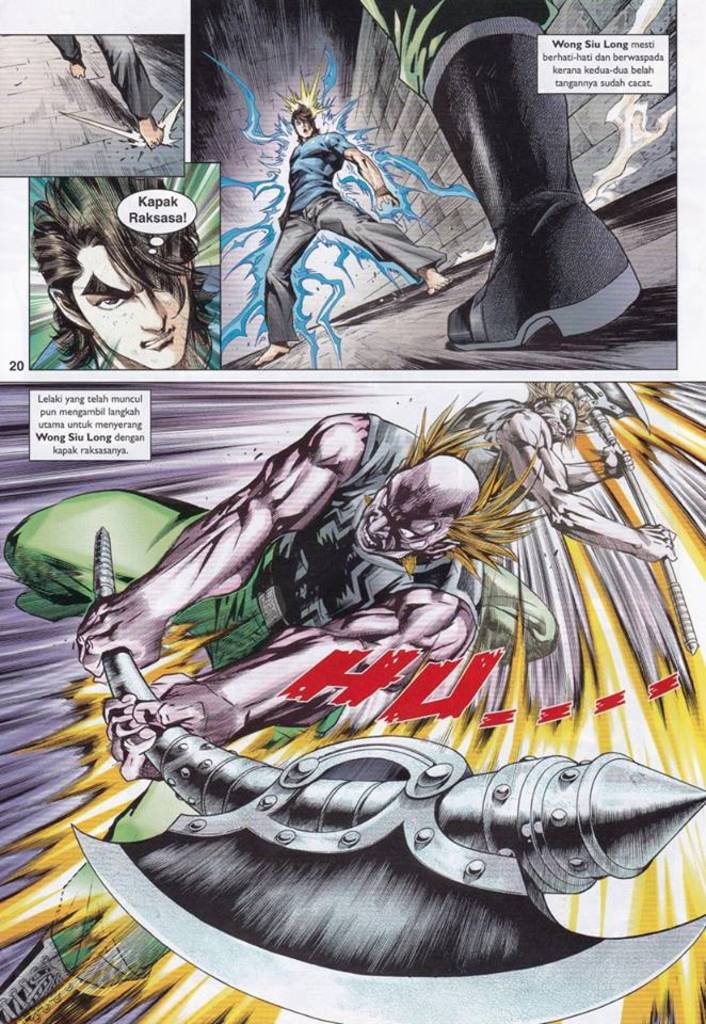 Wong Siu Long mesti
berhati-hati dan berwaspada
kerana kedua-dua belah
tangannya sudah cacat.
Kapak
Raksasa!
20
Lelaki yang telah muncul
pun mengambil langkah
utama untuk menyerang
Wong Siu Long dengan
kapak raksasanya.
HU....